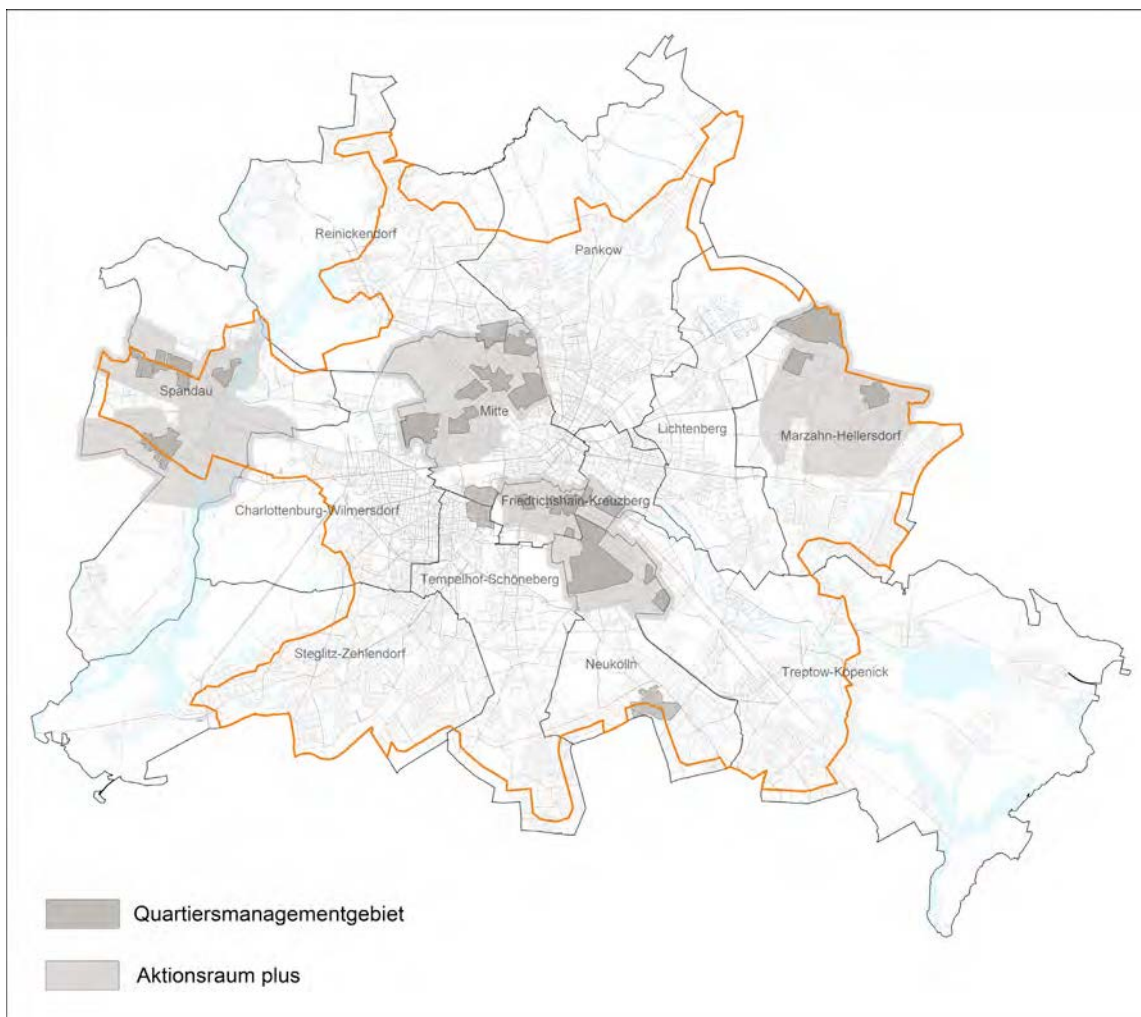 Reinickendorf
Pankow
Spandau
Mitte
Lichtenberg
Marzahn-Hellersdorf
Friedrichshain-Kreuzberg
Charlottenburg-Wilmersdorf
Tempelhof-Schöneberg
Steglitz-Zehlendorf
Neukölln
Treptow-Köpenick
Quartiersmanagementgebiet
Aktionsraum plus